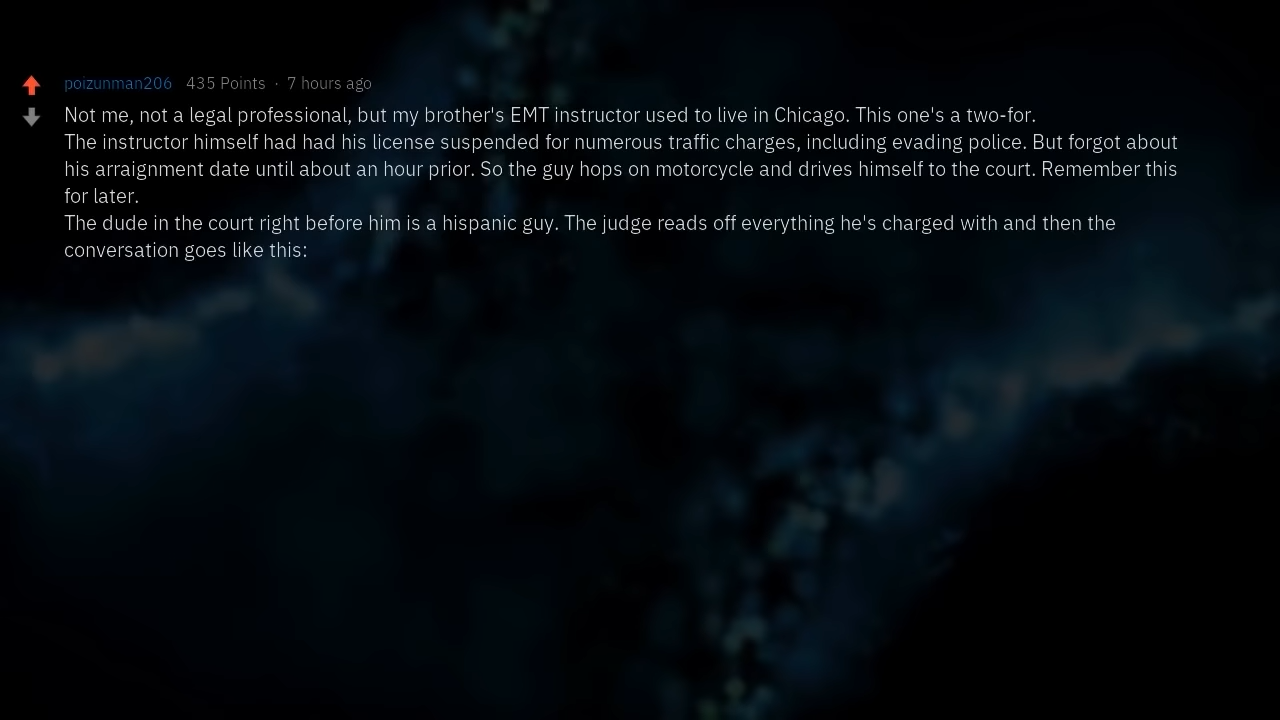 poizunman206 435 Points · 7 hours ago
Not me, not a legal professional, but my brother's EMT instructor used to live in Chicago. This one's a two-for.
The instructor himself had had his license suspended for numerous traffic charges, including evading police. But forgot about
his arraignment date until about an hour prior. So the guy hops on motorcycle and drives himself to the court. Remember this
for later.
The dude in the court right before him is a hispanic guy. The judge reads off everything he's charged with and then the
conversation goes like this: